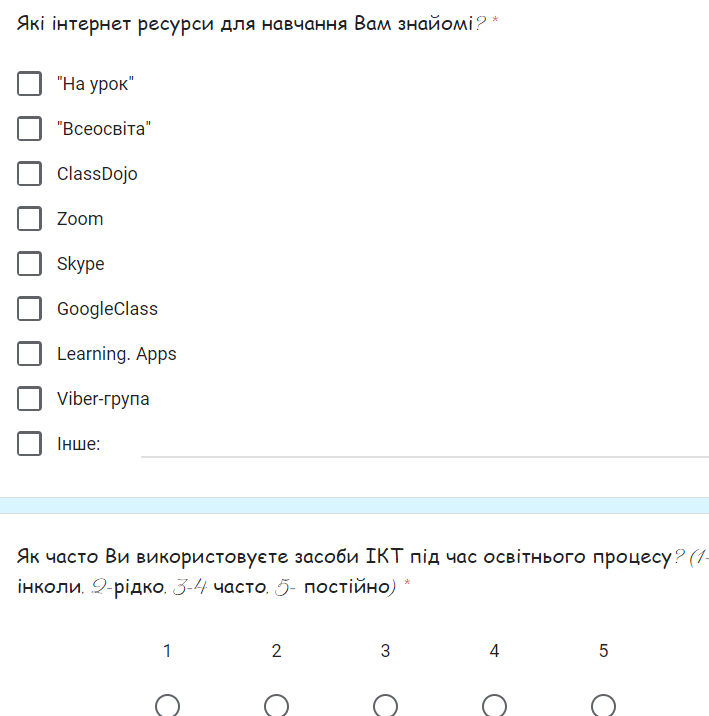 Які інтернет ресурси для навчання Вам знайомі? *
"На урок"
"Всеосвіта"
ClassDojo
Zoom
Skype
GoogleClass
Learning. Apps
Viber-група
Інше:
Як часто Ви використовуєте засоби ІКТ під час освітнього процесу? (1-
інколи, 2-рідко, 3-4 часто, 5- постійно) *
1 2 3 4 5